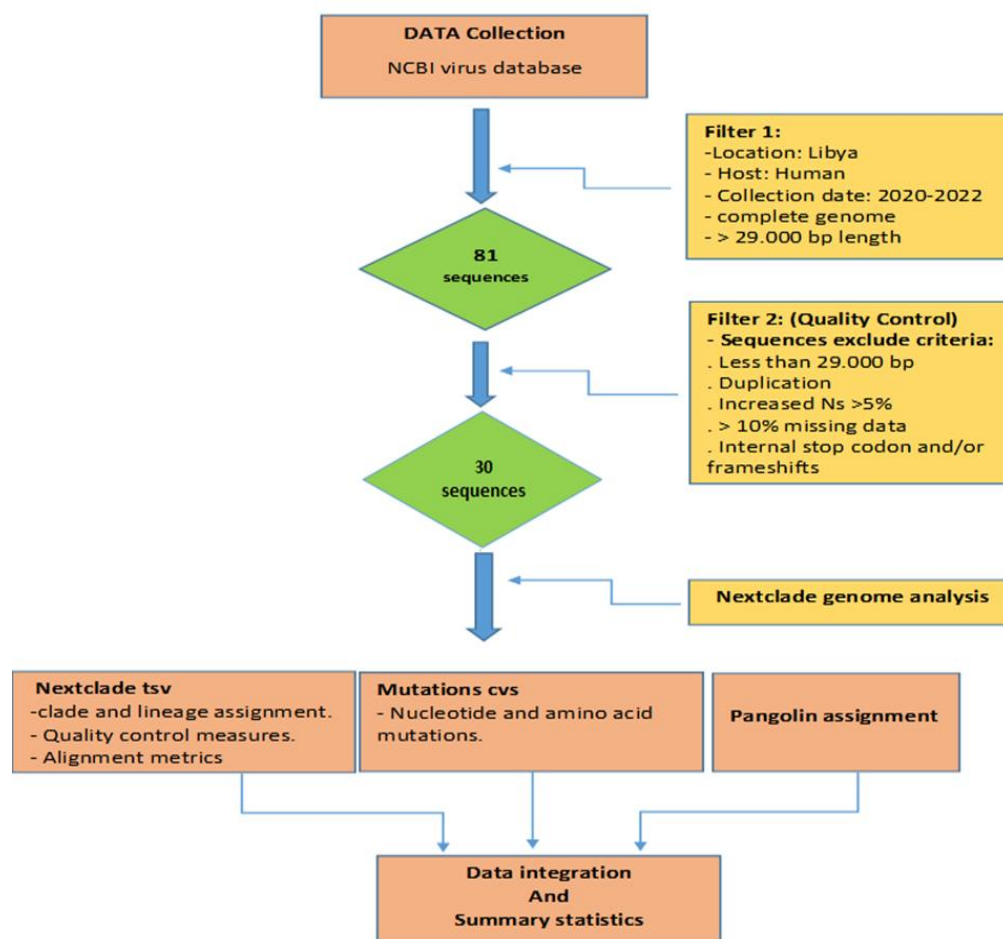 DATA Collection
NCBI virus database
Filter 1:
-Location: Libya
- Host: Human
- Collection date: 2020-2022
- complete genome
- > 29.000 bp length
81
sequences
Filter 2: (Quality Control)
- Sequences exclude criteria:
. Less than 29.000 bp
. Duplication
. Increased Ns >5%
. > 10% missing data
. Internal stop codon and/or
frameshifts
30
sequences
Nextclade genome analysis
Nextclade tsv
-clade and lineage assignment.
- Quality control measures.
- Alignment metrics
Mutations cvs
- Nucleotide and amino acid
mutations.
Pangolin assignment
Data integration
And
Summary statistics